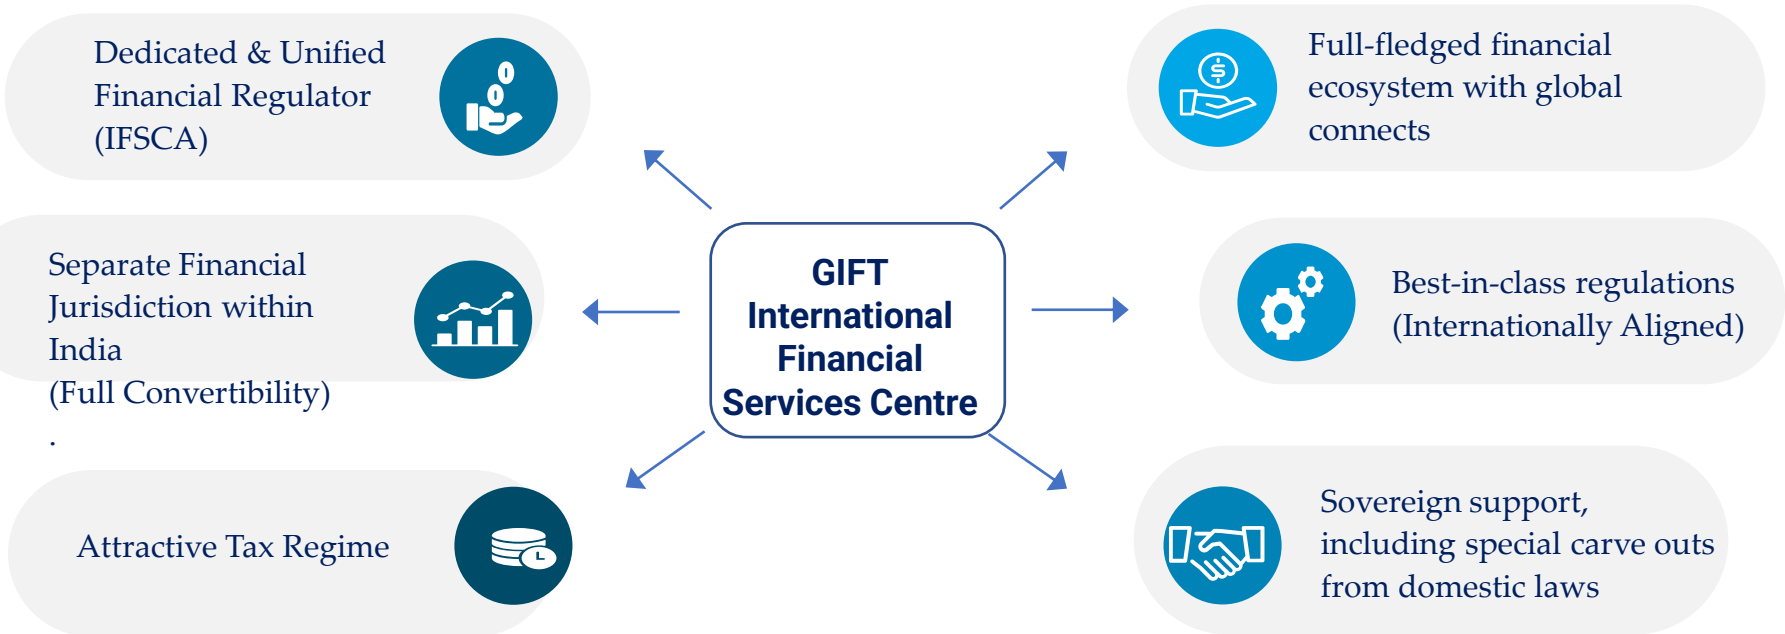 Dedicated & Unified
Financial Regulator
(IFSCA)
Separate Financial
Jurisdiction within
India
(Full Convertibility)
.
Attractive Tax Regime
GIFT
International
Financial
Services Centre
Full-fledged financial
ecosystem with global
connects
Best-in-class regulations
(Internationally Aligned)
Sovereign support,
including special carve outs
from domestic laws